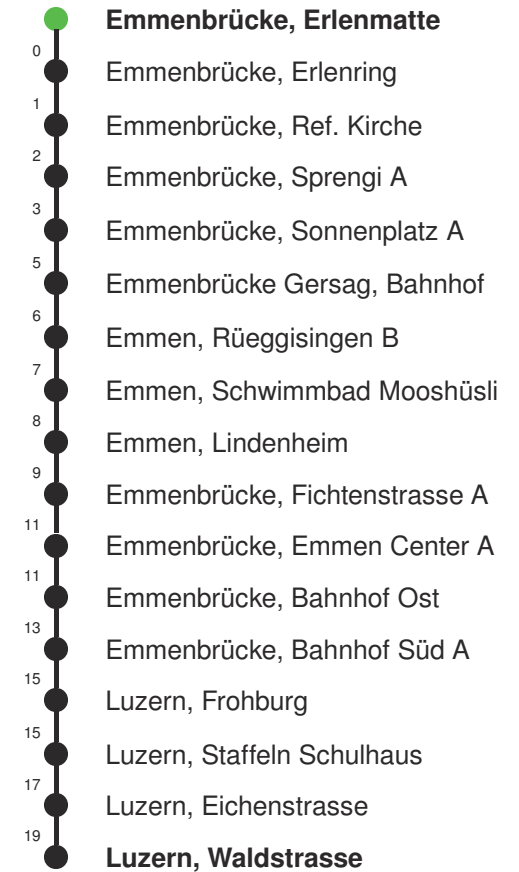 Emmenbrücke, Erlenmatte
0
Emmenbrücke, Erlenring
1
Emmenbrücke, Ref. Kirche
2
Emmenbrücke, Sprengi A
3
Emmenbrücke, Sonnenplatz A
5
Emmenbrücke Gersag, Bahnhof
6
Emmen, Rüeggisingen B
7
Emmen, Schwimmbad Mooshüsli
8
Emmen, Lindenheim
9
Emmenbrücke, Fichtenstrasse A
11
Emmenbrücke, Emmen Center A
11
Emmenbrücke, Bahnhof Ost
13
Emmenbrücke, Bahnhof Süd A
15
Luzern, Frohburg
15
Luzern, Staffeln Schulhaus
17
Luzern, Eichenstrasse
19
Luzern, Waldstrasse